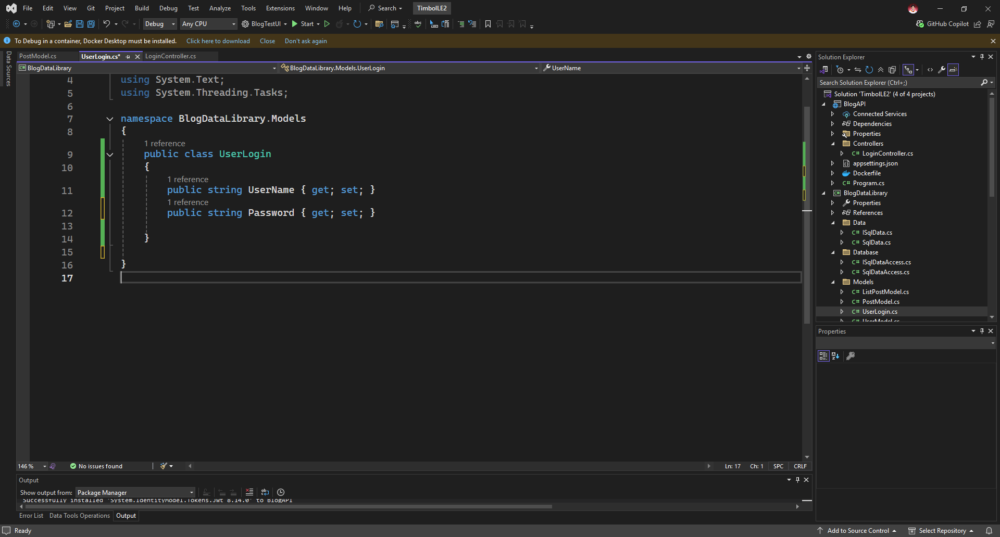 File Edit View Git Project Build Debug Test Analyze Tools Extensions Window Help Search TimbolLE2
Debug Any CPU BlogTestUI Start GitHub Copilot
To Debug in a container, Docker Desktop must be installed. Click here to download Close Don't ask again
Data Sources
PostModel.cs UserLogin.cs* LoginController.cs
BlogDataLibrary BlogDataLibrary.Models.UserLogin UserName
4 using System.Text;
5 using System.Threading.Tasks;
6
7 namespace BlogDataLibrary.Models
8 {
1 reference
9 public class UserLogin
10 {
1 reference
11 public string UserName { get; set; }
1 reference
12 public string Password { get; set; }
13
14 }
15
16 }
17
146 % No issues found Ln: 17 Ch: 1 SPC CRLF
Output
Show output from: Package Manager
Successfully installed 'System.IdentityModel.Tokens.Jwt 8.14.0' to BlogAPI
Error List Data Tools Operations Output
Solution Explorer
Search Solution Explorer (Ctrl+;)
Solution 'TimbolLE2' (4 of 4 projects)
BlogAPI
Connected Services
Dependencies
Properties
Controllers
C# LoginController.cs
appsettings.json
Dockerfile
C# Program.cs
C# BlogDataLibrary
Properties
References
Data
C# ISqlData.cs
C# SqlData.cs
Database
C# ISqlDataAccess.cs
C# SqlDataAccess.cs
Models
C# ListPostModel.cs
C# PostModel.cs
C# UserLogin.cs
C# UserModel.cs
Properties
Ready Add to Source Control Select Repository